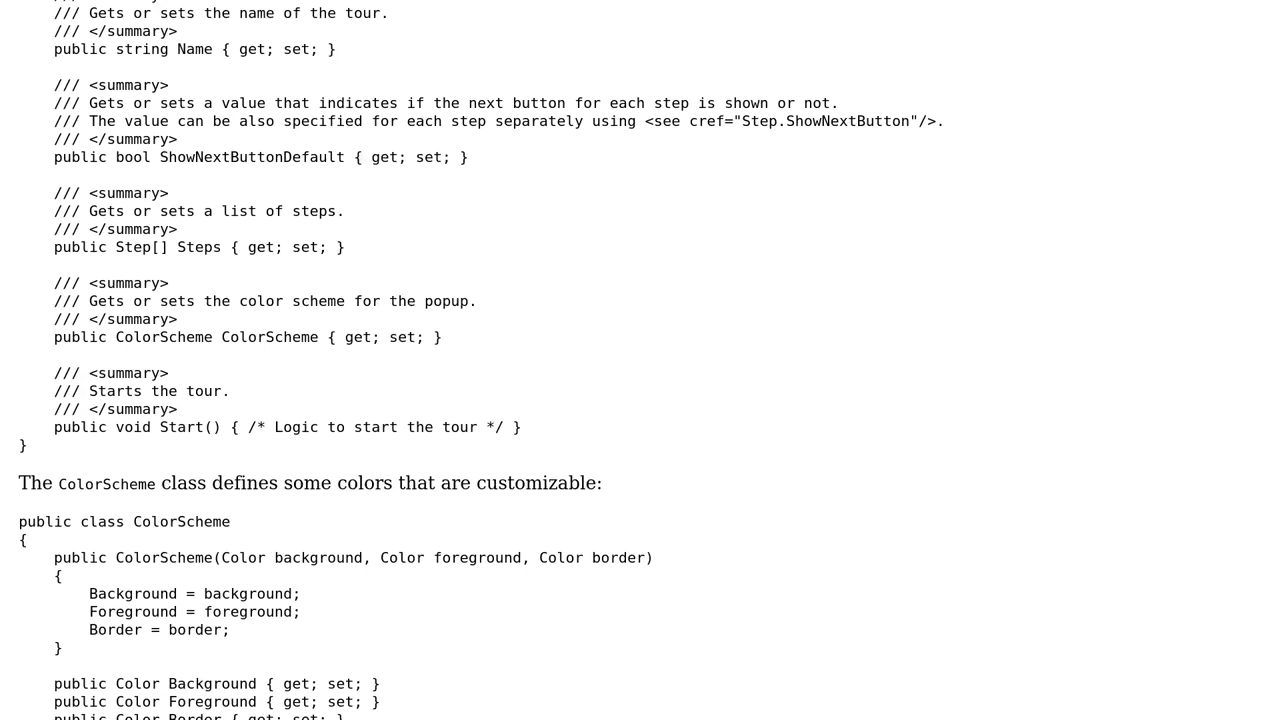 /// Gets or sets the name of the tour.
/// </summary>
public string Name { get; set; }
/// <summary>
/// Gets or sets a value that indicates if the next button for each step is shown or not.
/// The value can be also specified for each step separately using <see cref="Step.ShowNextButton"/>.
/// </summary>
public bool ShowNextButtonDefault { get; set; }
/// <summary>
/// Gets or sets a list of steps.
/// </summary>
public Step[] Steps { get; set; }
/// <summary>
/// Gets or sets the color scheme for the popup.
/// </summary>
public ColorScheme ColorScheme { get; set; }
/// <summary>
/// Starts the tour.
/// </summary>
public void Start() { /* Logic to start the tour */ }
}
The ColorScheme class defines some colors that are customizable:
public class ColorScheme
{
public ColorScheme(Color background, Color foreground, Color border)
{
Background = background;
Foreground = foreground;
Border = border;
}
public Color Background { get; set; }
public Color Foreground { get; set; }
public Color Border { get; set; }